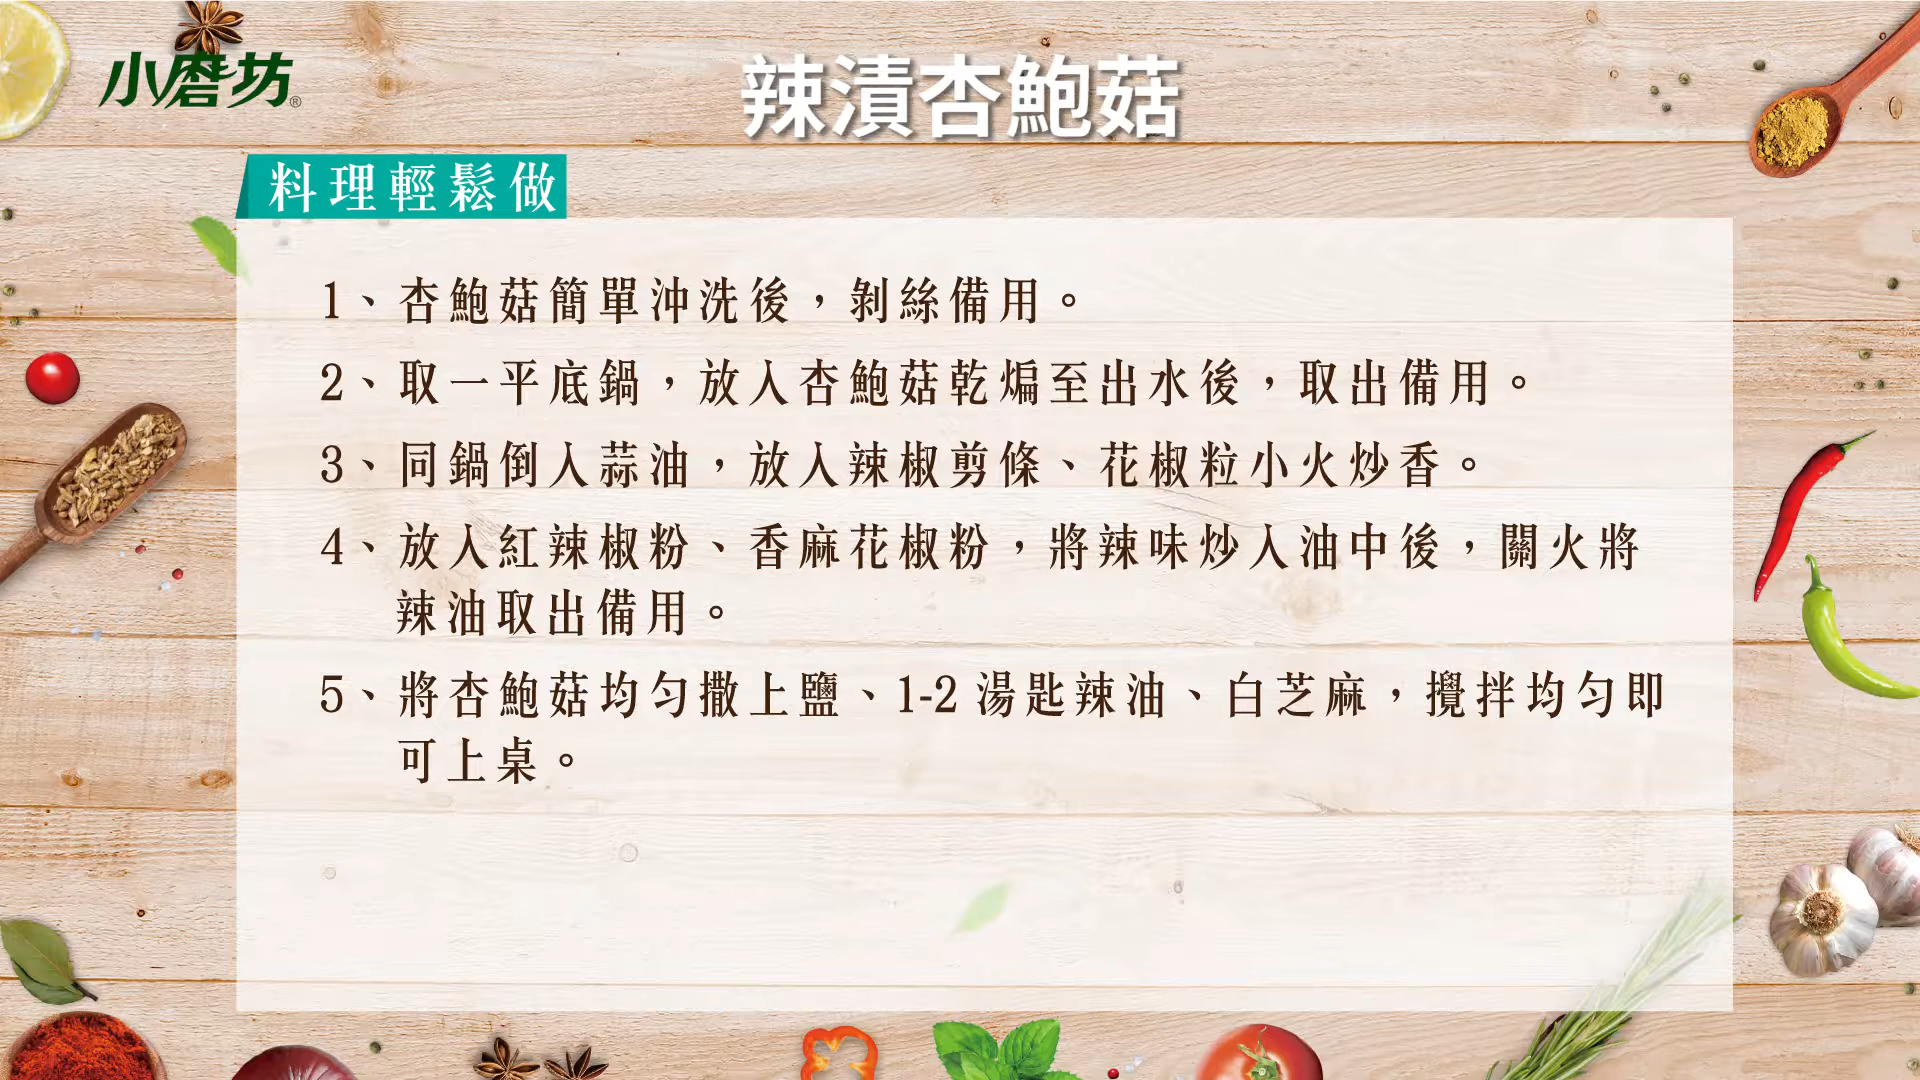 小磨坊®
辣漬杏鮑菇
料理輕鬆做
1、杏鮑菇簡單沖洗後，剝絲備用。
2、取一平底鍋，放入杏鮑菇乾煸至出水後，取出備用。
3、同鍋倒入蒜油，放入辣椒剪條、花椒粒小火炒香。
4、放入紅辣椒粉、香麻花椒粉，將辣味炒入油中後，關火將
辣油取出備用。
5、將杏鮑菇均勻撒上鹽、1-2 湯匙辣油、白芝麻，攪拌均勻即
可上桌。